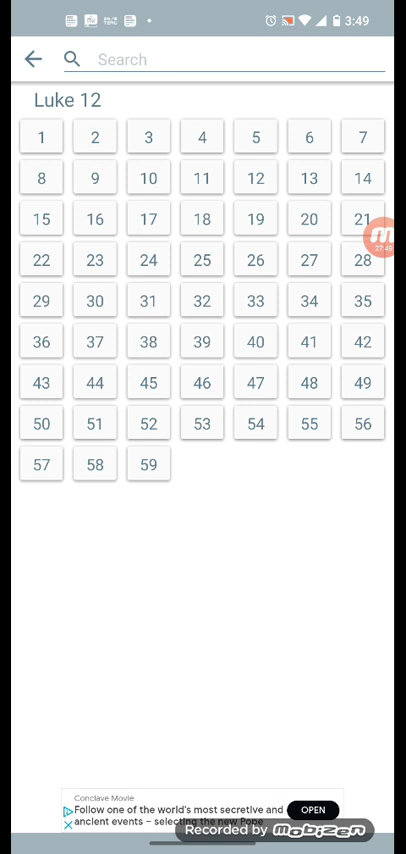 3:49
Search
Luke 12
1 2 3 4 5 6 7
8 9 10 11 12 13 14
15 16 17 18 19 20 21
22:49
22 23 24 25 26 27 28
29 30 31 32 33 34 35
36 37 38 39 40 41 42
43 44 45 46 47 48 49
50 51 52 53 54 55 56
57 58 59
Conclave Movie
Follow one of the world's most secretive and
ancient events – selecting the new Pope
OPEN
Recorded by mobizen